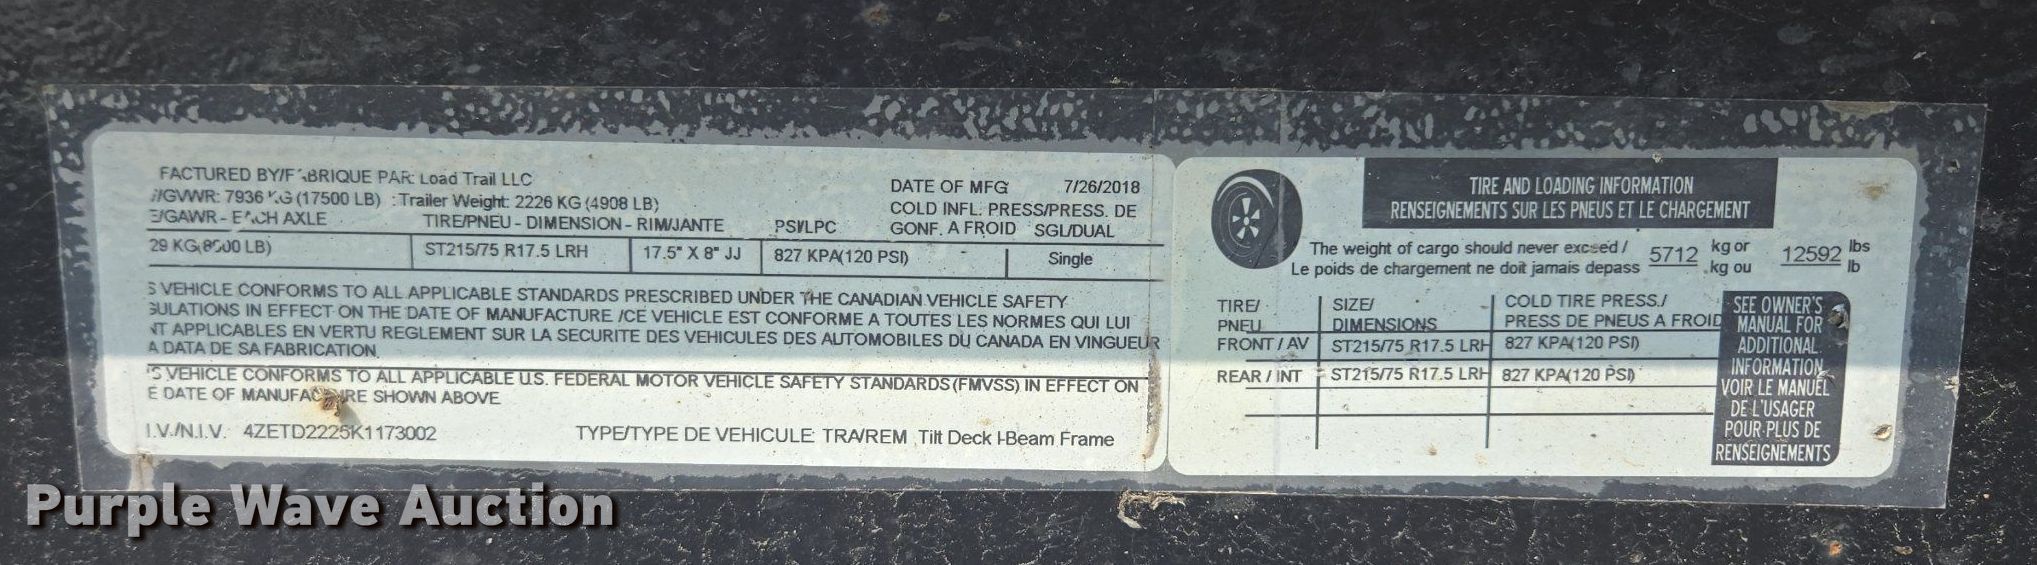 FACTURED BY/F ABRIQUE PAR: Load Trail LLC
/GVWR: 7936 KG (17500 LB) : Trailer Weight: 2226 KG (4908 LB)
DATE OF MFG 7/26/2018
COLD INFL. PRESS/PRESS. DE
E/GAWR - EACH AXLE TIRE/PNEU - DIMENSION - RIM/JANTE PSI/LPC GONF. A FROID SGL/DUAL
29 KG(8000 LB) ST215/75 R17.5 LRH 17.5" X 8" JJ 827 KPA(120 PSI) Single
S VEHICLE CONFORMS TO ALL APPLICABLE STANDARDS PRESCRIBED UNDER THE CANADIAN VEHICLE SAFETY
GULATIONS IN EFFECT ON THE DATE OF MANUFACTURE /CE VEHICLE EST CONFORME A TOUTES LES NORMES QUI LUI
NT APPLICABLES EN VERTU REGLEMENT SUR LA SECURITE DES VEHICULES DES AUTOMOBILES DU CANADA EN VINGUEUR
A DATA DE SA FABRICATION.
S VEHICLE CONFORMS TO ALL APPLICABLE U.S. FEDERAL MOTOR VEHICLE SAFETY STANDARDS (FMVSS) IN EFFECT ON
E DATE OF MANUFACTURE SHOWN ABOVE
I.V./N.I.V. 4ZETD2225K1173002 TYPE/TYPE DE VEHICULE: TRA/REM Tilt Deck I-Beam Frame
TIRE AND LOADING INFORMATION
RENSEIGNEMENTS SUR LES PNEUS ET LE CHARGEMENT
The weight of cargo should never exceed / 5712 kg or 12592 lbs
Le poids de chargement ne doit jamais depass kg ou lb
TIRE/ SIZE/ COLD TIRE PRESS./
PNEU DIMENSIONS PRESS DE PNEUS A FROID
FRONT / AV ST215/75 R17.5 LRH 827 KPA(120 PSI)
REAR / INT ST215/75 R17.5 LRH 827 KPA(120 PSI)
SEE OWNER'S
MANUAL FOR
ADDITIONAL
INFORMATION
VOIR LE MANUEL
DE L'USAGER
POUR PLUS DE
RENSEIGNEMENTS
Purple Wave Auction